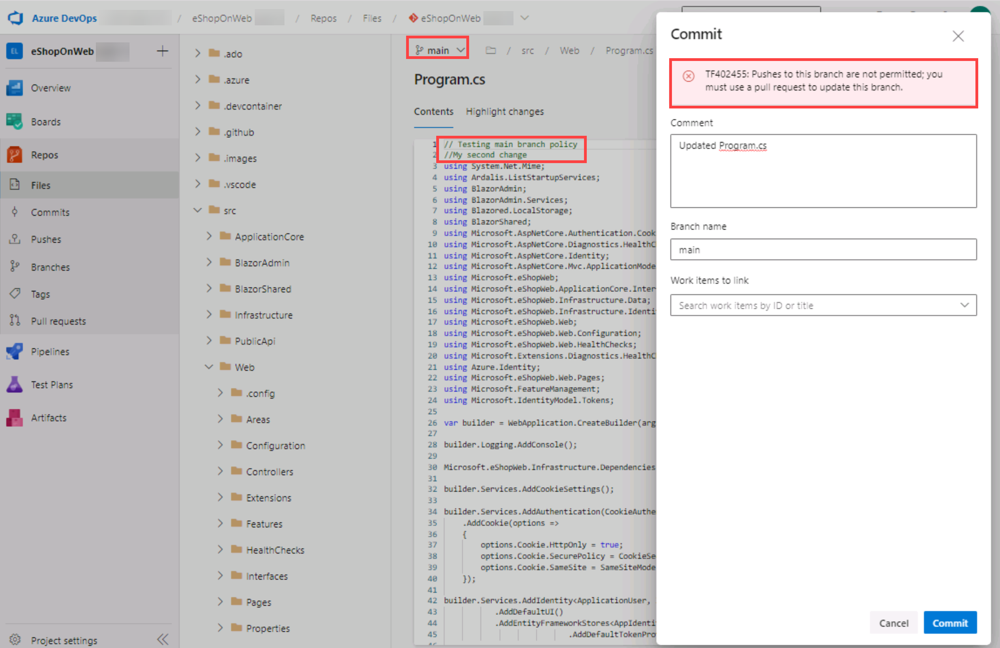 Azure DevOps / eShopOnWeb / Repos / Files / eShopOnWeb
eShopOnWeb
Overview
Boards
Repos
Files
Commits
Pushes
Branches
Tags
Pull requests
Pipelines
Test Plans
Artifacts
Project settings
.ado
.azure
.devcontainer
.github
.images
.vscode
src
ApplicationCore
BlazorAdmin
BlazorShared
Infrastructure
PublicApi
Web
.config
Areas
Configuration
Controllers
Extensions
Features
HealthChecks
Interfaces
Pages
Properties
main / src / Web / Program.cs
Program.cs
Contents Highlight changes
1 // Testing main branch policy
2 //My second change
3 using System.Net.Mime;
4 using Ardalis.ListStartupServices;
5 using BlazorAdmin;
6 using BlazorAdmin.Services;
7 using Blazored.LocalStorage;
8 using BlazorShared;
9 using Microsoft.AspNetCore.Authentication.Cook
10 using Microsoft.AspNetCore.Diagnostics.HealthC
11 using Microsoft.AspNetCore.Identity;
12 using Microsoft.AspNetCore.Mvc.ApplicationMode
13 using Microsoft.eShopWeb;
14 using Microsoft.eShopWeb.ApplicationCore.Inter
15 using Microsoft.eShopWeb.Infrastructure.Data;
16 using Microsoft.eShopWeb.Infrastructure.Identi
17 using Microsoft.eShopWeb.Web;
18 using Microsoft.eShopWeb.Web.Configuration;
19 using Microsoft.eShopWeb.Web.HealthChecks;
20 using Microsoft.Extensions.Diagnostics.HealthC
21 using Azure.Identity;
22 using Microsoft.eShopWeb.Web.Pages;
23 using Microsoft.FeatureManagement;
24 using Microsoft.IdentityModel.Tokens;
25
26 var builder = WebApplication.CreateBuilder(arg
27
28 builder.Logging.AddConsole();
29
30 Microsoft.eShopWeb.Infrastructure.Dependencies
31
32 builder.Services.AddCookieSettings();
33
34 builder.Services.AddAuthentication(CookieAuthe
35 .AddCookie(options =>
36 {
37 options.Cookie.HttpOnly = true;
38 options.Cookie.SecurePolicy = CookieSe
39 options.Cookie.SameSite = SameSiteMode
40 });
41
42 builder.Services.AddIdentity<ApplicationUser,
43 .AddDefaultUI()
44 .AddEntityFrameworkStores<AppIdenti
45 .AddDefaultTokenPro
Commit
TF402455: Pushes to this branch are not permitted; you
must use a pull request to update this branch.
Comment
Updated Program.cs
Branch name
main
Work items to link
Search work items by ID or title
Cancel Commit
EL